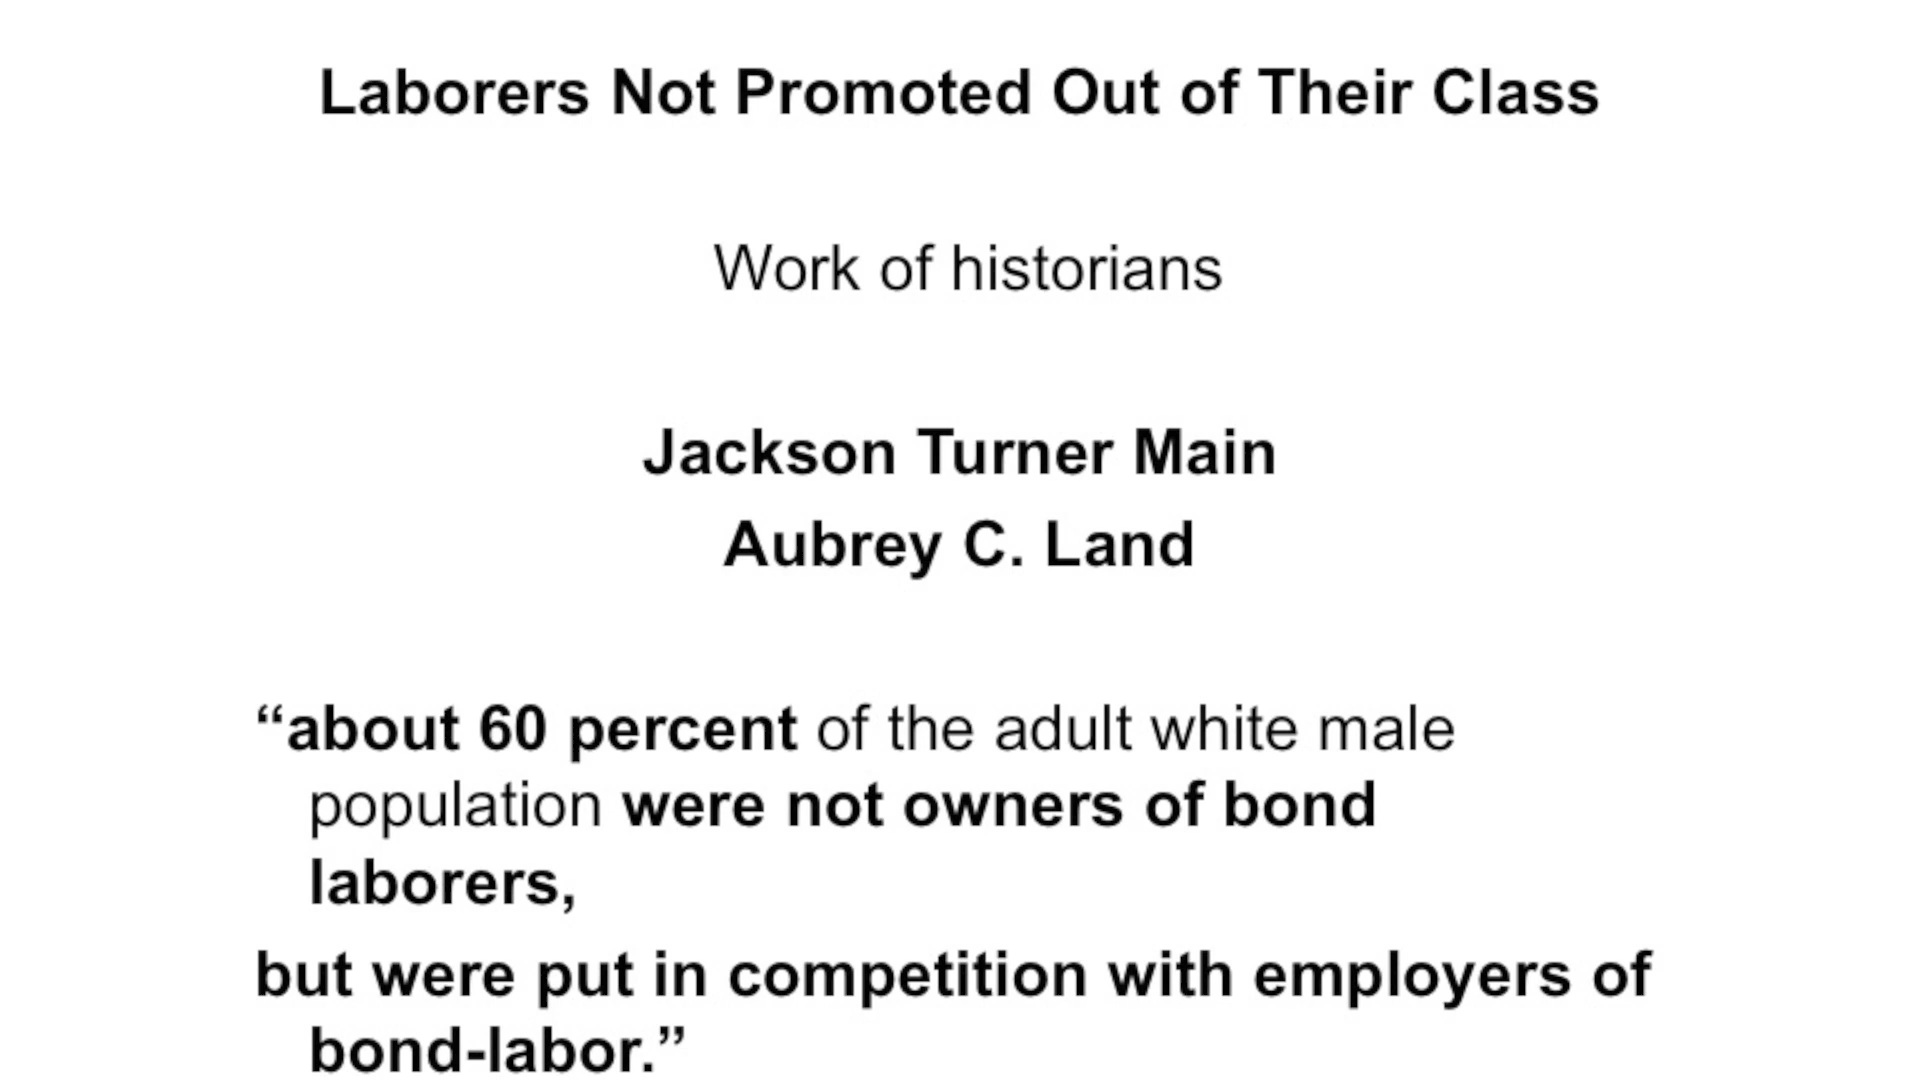 Laborers Not Promoted Out of Their Class
Work of historians
Jackson Turner Main
Aubrey C. Land
“about 60 percent of the adult white male
population were not owners of bond
laborers,
but were put in competition with employers of
bond-labor.”